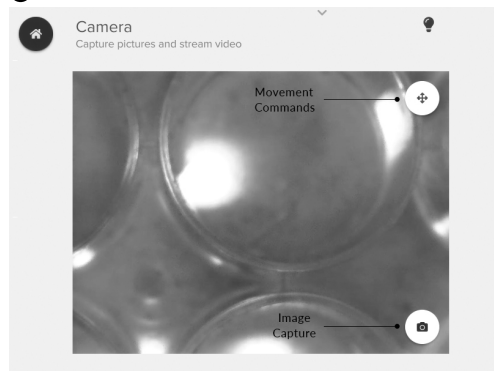 Camera
Capture pictures and stream video
Movement
Commands
Image
Capture